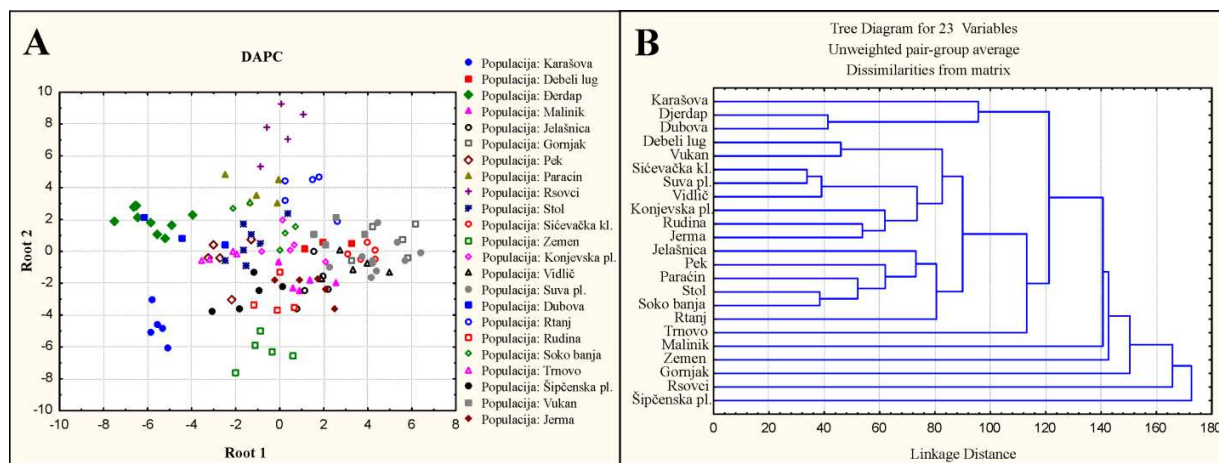 A
DAPC
10
8
6
4
2
0
-2
-4
-6
-8
-10
Root 2
-10 -8 -6 -4 -2 0 2 4 6 8
Root 1
Populacija: Karašova
Populacija: Debeli lug
Populacija: Đerdap
Populacija: Malinik
Populacija: Jelašnica
Populacija: Gornjak
Populacija: Pek
Populacija: Paracin
Populacija: Rsovci
Populacija: Stol
Populacija: Sićevačka kl.
Populacija: Zemen
Populacija: Konjevska pl.
Populacija: Vidlič
Populacija: Suva pl.
Populacija: Dubova
Populacija: Rtanj
Populacija: Rudina
Populacija: Soko banja
Populacija: Trnovo
Populacija: Šipčenska pl.
Populacija: Vukan
Populacija: Jerma
B
Tree Diagram for 23 Variables
Unweighted pair-group average
Dissimilarities from matrix
Karašova
Djerdap
Dubova
Debeli lug
Vukan
Sićevačka kl.
Suva pl.
Vidlič
Konjevska pl.
Rudina
Jerma
Jelašnica
Pek
Paraćin
Stol
Soko banja
Rtanj
Trnovo
Malinik
Zemen
Gornjak
Rsovci
Šipčenska pl.
0 20 40 60 80 100 120 140 160 180
Linkage Distance